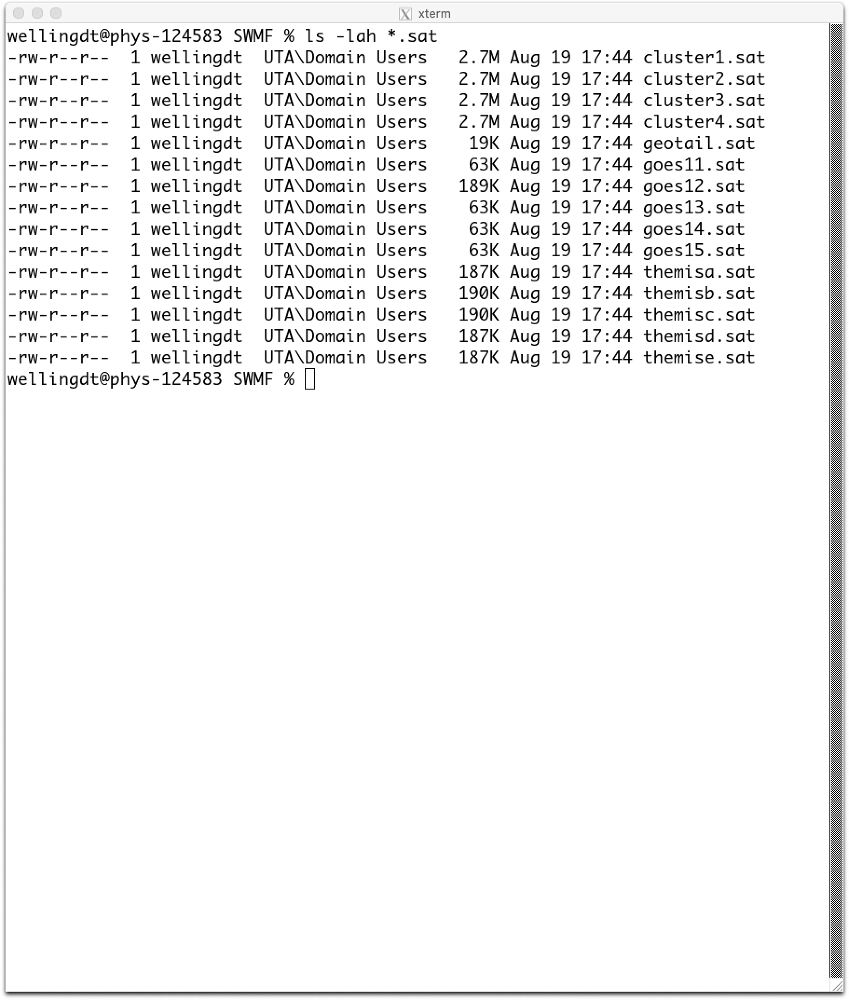 xterm
wellingdt@phys-124583 SWMF % ls -lah *.sat
-rw-r--r--  1 wellingdt  UTA\Domain Users   2.7M Aug 19 17:44 cluster1.sat
-rw-r--r--  1 wellingdt  UTA\Domain Users   2.7M Aug 19 17:44 cluster2.sat
-rw-r--r--  1 wellingdt  UTA\Domain Users   2.7M Aug 19 17:44 cluster3.sat
-rw-r--r--  1 wellingdt  UTA\Domain Users   2.7M Aug 19 17:44 cluster4.sat
-rw-r--r--  1 wellingdt  UTA\Domain Users    19K Aug 19 17:44 geotail.sat
-rw-r--r--  1 wellingdt  UTA\Domain Users    63K Aug 19 17:44 goes11.sat
-rw-r--r--  1 wellingdt  UTA\Domain Users   189K Aug 19 17:44 goes12.sat
-rw-r--r--  1 wellingdt  UTA\Domain Users    63K Aug 19 17:44 goes13.sat
-rw-r--r--  1 wellingdt  UTA\Domain Users    63K Aug 19 17:44 goes14.sat
-rw-r--r--  1 wellingdt  UTA\Domain Users    63K Aug 19 17:44 goes15.sat
-rw-r--r--  1 wellingdt  UTA\Domain Users   187K Aug 19 17:44 themisa.sat
-rw-r--r--  1 wellingdt  UTA\Domain Users   190K Aug 19 17:44 themisb.sat
-rw-r--r--  1 wellingdt  UTA\Domain Users   190K Aug 19 17:44 themisc.sat
-rw-r--r--  1 wellingdt  UTA\Domain Users   187K Aug 19 17:44 themisd.sat
-rw-r--r--  1 wellingdt  UTA\Domain Users   187K Aug 19 17:44 themise.sat
wellingdt@phys-124583 SWMF %